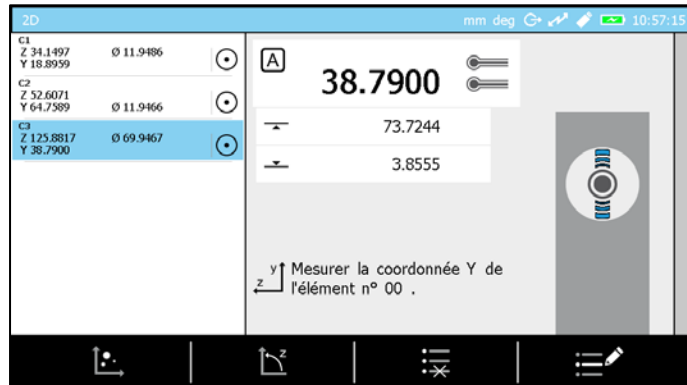 2D
mm deg 10:57:15
C1
Z 34.1497 Ø 11.9486
Y 18.8959
C2
Z 52.6071
Y 64.7589 Ø 11.9466
C3
Z 125.8817 Ø 69.9467
Y 38.7900
A
38.7900
73.7244
3.8555
y
z
Mesurer la coordonnée Y de
l'élément n° 00 .
z